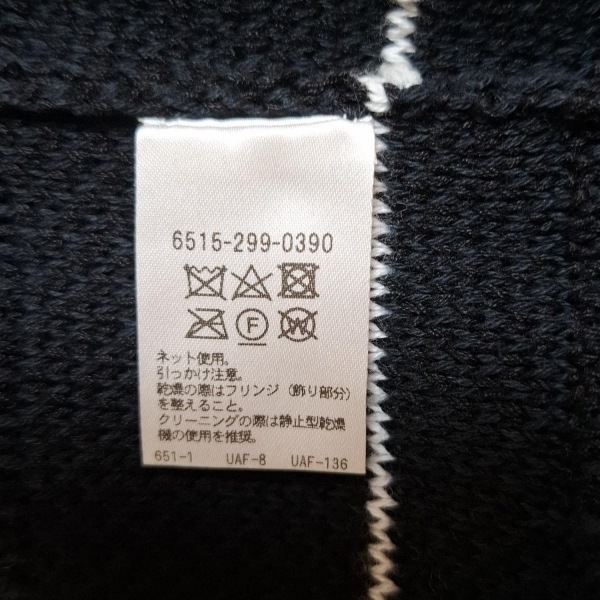 6515-299-0390
F
W
ネット使用。
引っかけ注意。
乾燥の際はフリンジ（飾り部分）
を整えること。
クリーニングの際は静止型乾燥
機の使用を推奨。
651-1 UAF-8 UAF-136